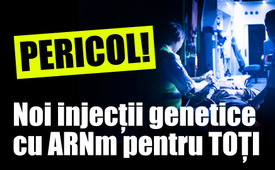 PERICOL!
Noi injecții genetice
cu ARNm pentru TOȚI